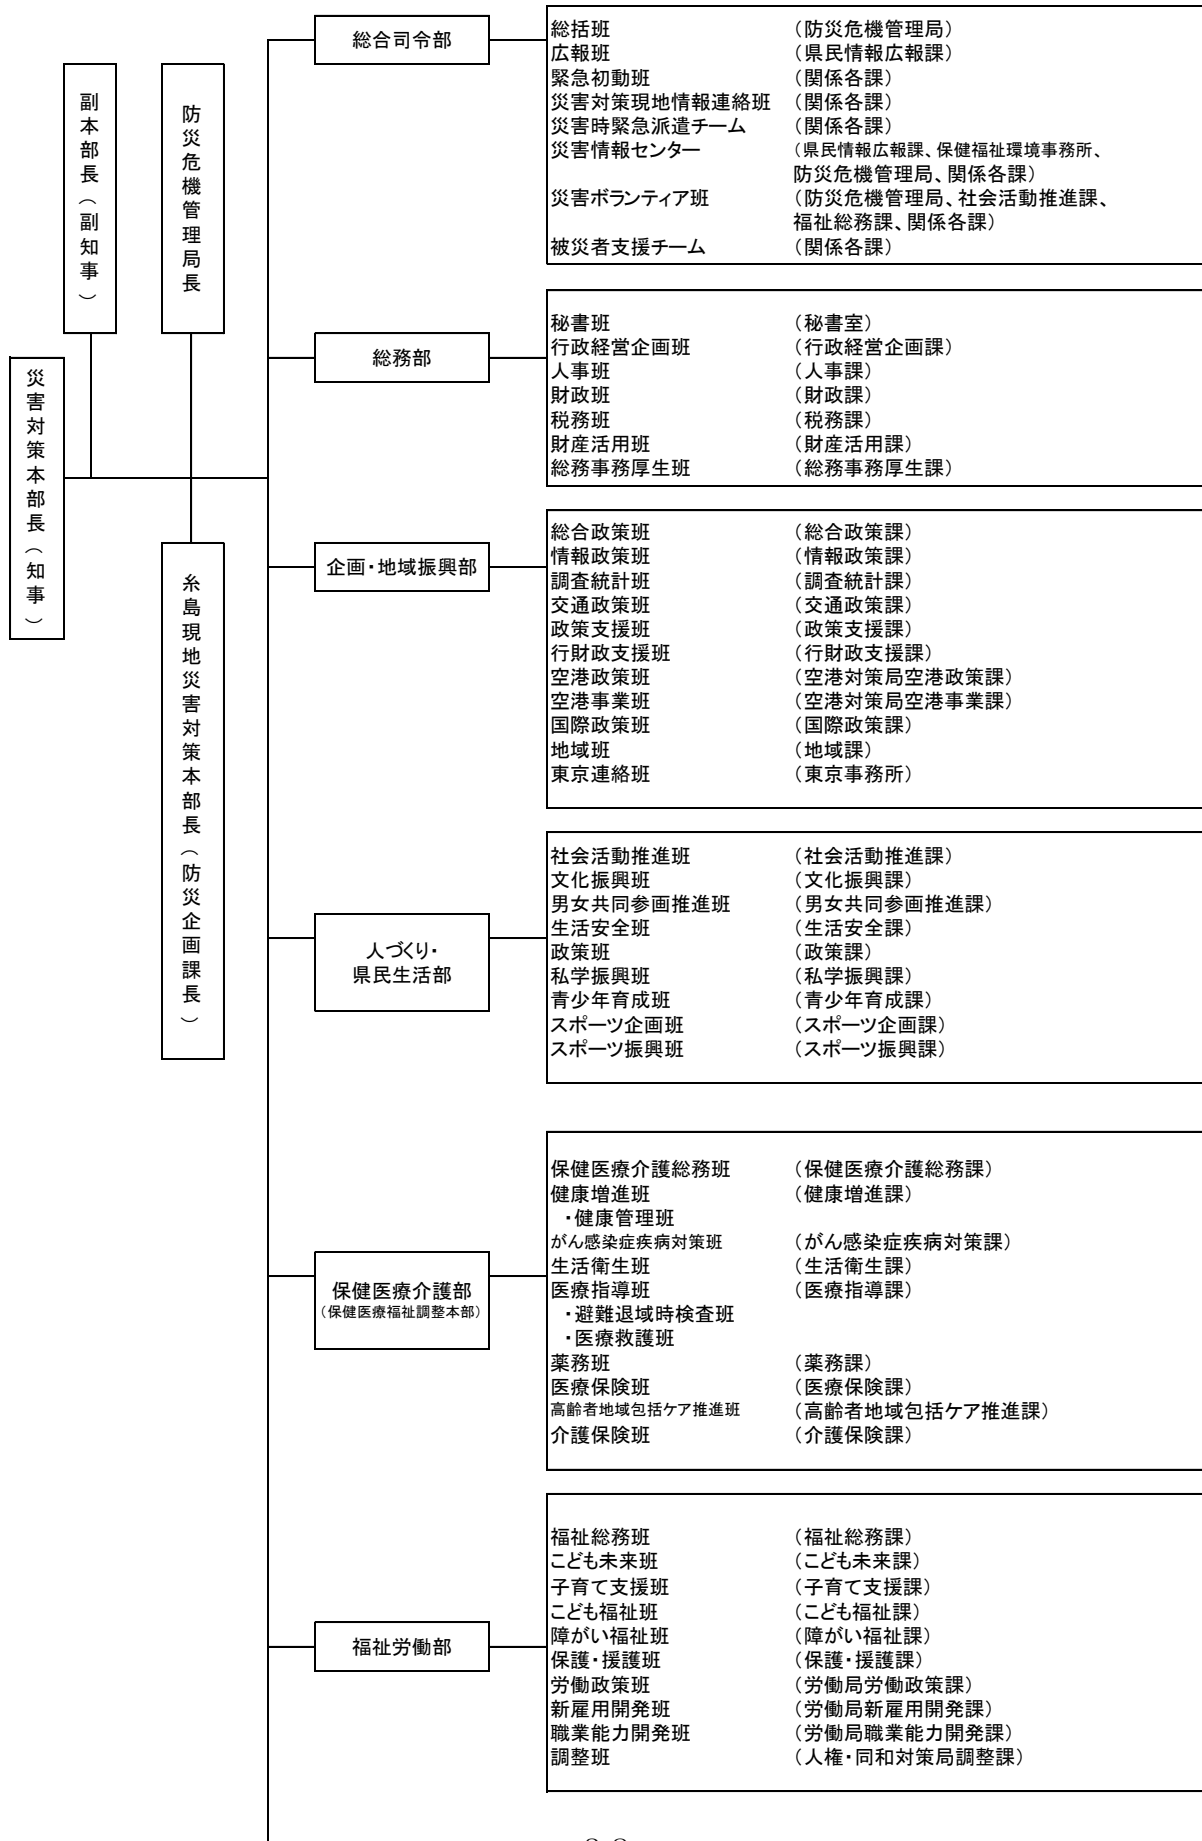 災害対策本部長（知事）
副本部長（副知事）
防災危機管理局長
糸島現地災害対策本部長（防災企画課長）
総合司令部
総括班 （防災危機管理局）
広報班 （県民情報広報課）
緊急初動班 （関係各課）
災害対策現地情報連絡班 （関係各課）
災害時緊急派遣チーム （関係各課）
災害情報センター （県民情報広報課、保健福祉環境事務所、
防災危機管理局、関係各課）
災害ボランティア班 （防災危機管理局、社会活動推進課、
福祉総務課、関係各課）
被災者支援チーム （関係各課）
総務部
秘書班 （秘書室）
行政経営企画班 （行政経営企画課）
人事班 （人事課）
財政班 （財政課）
税務班 （税務課）
財産活用班 （財産活用課）
総務事務厚生班 （総務事務厚生課）
企画・地域振興部
総合政策班 （総合政策課）
情報政策班 （情報政策課）
調査統計班 （調査統計課）
交通政策班 （交通政策課）
政策支援班 （政策支援課）
行財政支援班 （行財政支援課）
空港政策班 （空港対策局空港政策課）
空港事業班 （空港対策局空港事業課）
国際政策班 （国際政策課）
地域班 （地域課）
東京連絡班 （東京事務所）
人づくり・
県民生活部
社会活動推進班 （社会活動推進課）
文化振興班 （文化振興課）
男女共同参画推進班 （男女共同参画推進課）
生活安全班 （生活安全課）
政策班 （政策課）
私学振興班 （私学振興課）
青少年育成班 （青少年育成課）
スポーツ企画班 （スポーツ企画課）
スポーツ振興班 （スポーツ振興課）
保健医療介護部
（保健医療福祉調整本部）
保健医療介護総務班 （保健医療介護総務課）
健康増進班 （健康増進課）
・健康管理班
がん感染症疾病対策班 （がん感染症疾病対策課）
生活衛生班 （生活衛生課）
医療指導班 （医療指導課）
・避難退域時検査班
・医療救護班
薬務班 （薬務課）
医療保険班 （医療保険課）
高齢者地域包括ケア推進班 （高齢者地域包括ケア推進課）
介護保険班 （介護保険課）
福祉労働部
福祉総務班 （福祉総務課）
こども未来班 （こども未来課）
子育て支援班 （子育て支援課）
こども福祉班 （こども福祉課）
障がい福祉班 （障がい福祉課）
保護・援護班 （保護・援護課）
労働政策班 （労働局労働政策課）
新雇用開発班 （労働局新雇用開発課）
職業能力開発班 （労働局職業能力開発課）
調整班 （人権・同和対策局調整課）